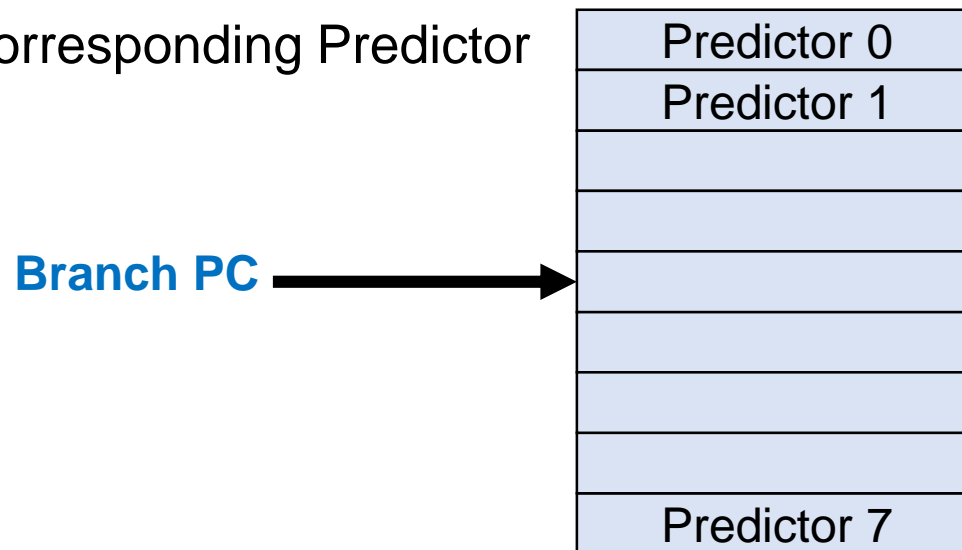 orresponding Predictor
Predictor 0
Predictor 1
Branch PC
Predictor 7